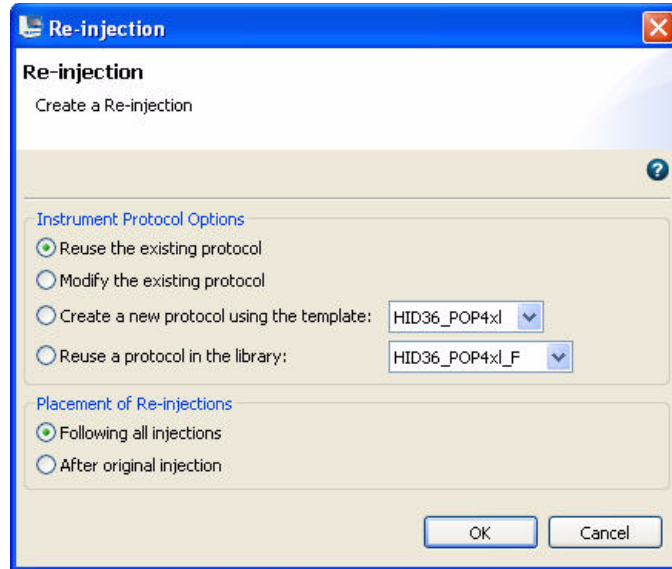 Re-injection
Re-injection
Create a Re-injection
?
Instrument Protocol Options
Reuse the existing protocol
Modify the existing protocol
Create a new protocol using the template: HID36_POP4xl
Reuse a protocol in the library: HID36_POP4xl_F
Placement of Re-injections
Following all injections
After original injection
OK Cancel